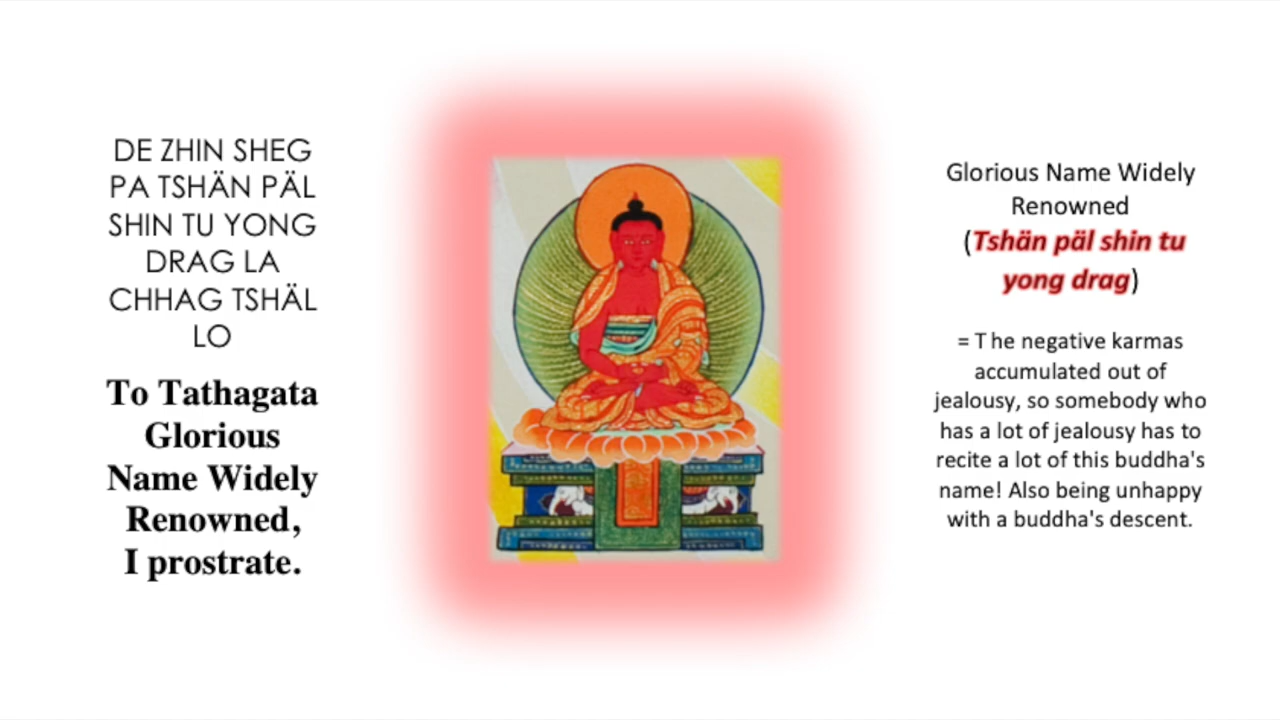 DE ZHIN SHEG
PA TSHÄN PÄL
SHIN TU YONG
DRAG LA
CHHAG TSHÄL
LO
To Tathagata
Glorious
Name Widely
Renowned,
I prostrate.
Glorious Name Widely
Renowned
(Tshän päl shin tu
yong drag)
= T he negative karmas
accumulated out of
jealousy, so somebody who
has a lot of jealousy has to
recite a lot of this buddha's
name! Also being unhappy
with a buddha's descent.